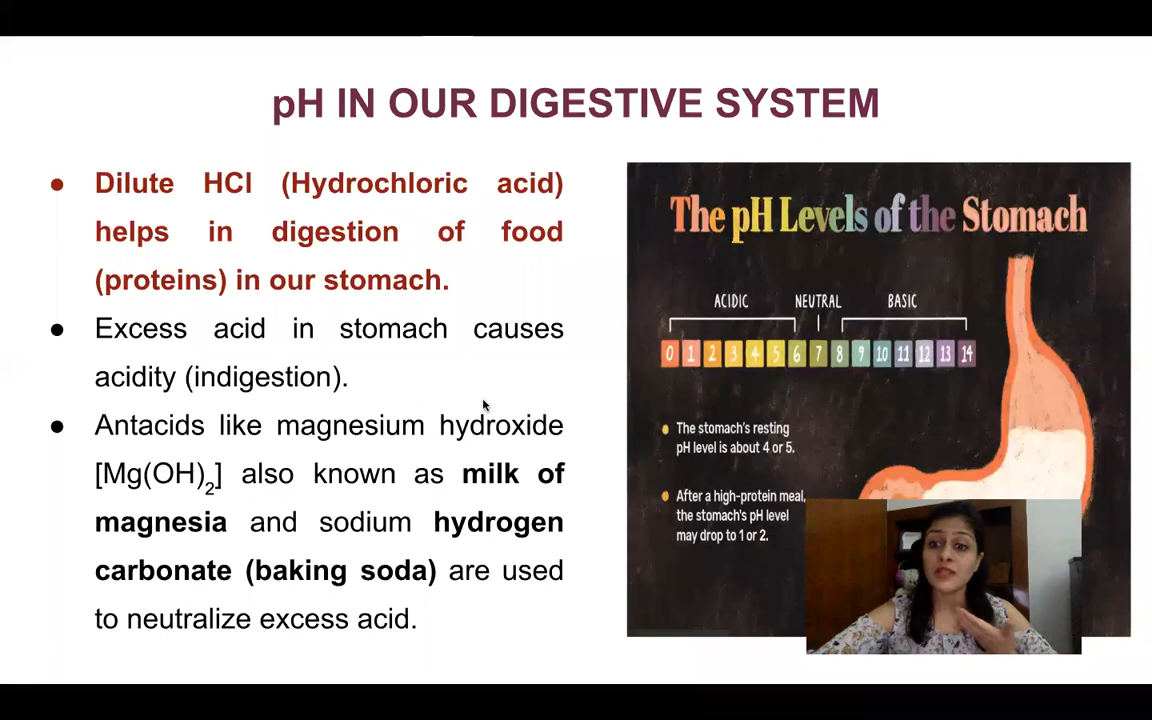 pH IN OUR DIGESTIVE SYSTEM
● Dilute HCl (Hydrochloric acid)
helps in digestion of food
(proteins) in our stomach.
● Excess acid in stomach causes
acidity (indigestion).
● Antacids like magnesium hydroxide
[Mg(OH)₂] also known as milk of
magnesia and sodium hydrogen
carbonate (baking soda) are used
to neutralize excess acid.
The pH Levels of the Stomach
ACIDIC NEUTRAL BASIC
0 1 2 3 4 5 6 7 8 9 10 11 12 13 14
The stomach's resting
pH level is about 4 or 5.
After a high-protein meal,
the stomach's pH level
may drop to 1 or 2.